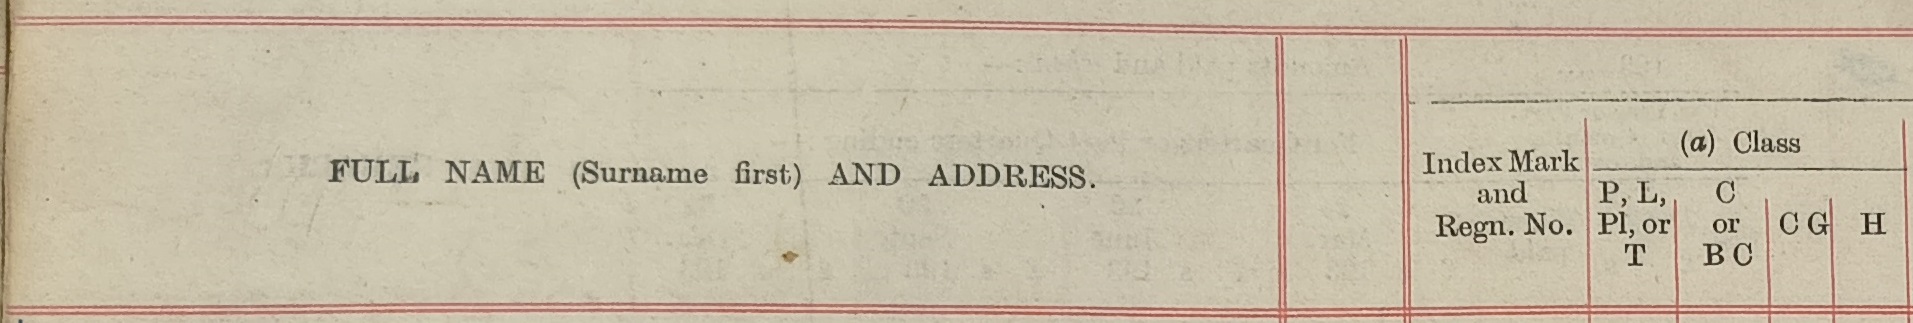 FULL NAME (Surname first) AND ADDRESS.
Index Mark
and
Regn. No.
(a) Class
P, L,
Pl, or
T
C
or
B C
C G
H